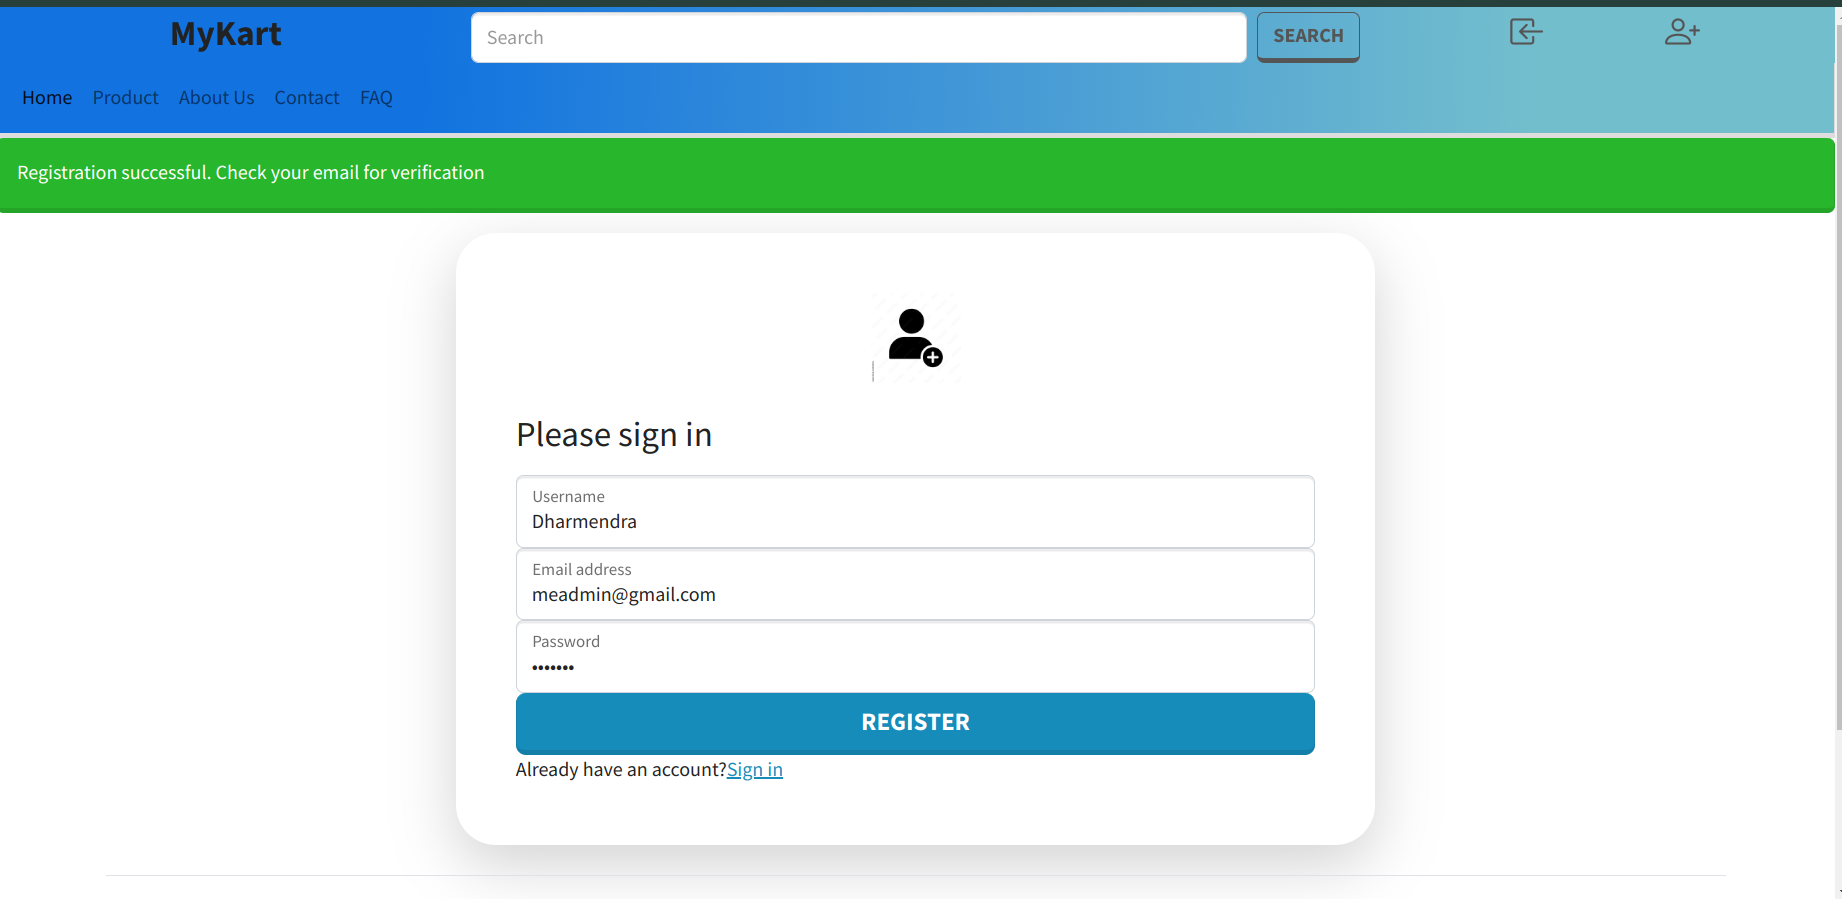 MyKart
Search
SEARCH
Home Product About Us Contact FAQ
Registration successful. Check your email for verification
Please sign in
Username
Dharmendra
Email address
meadmin@gmail.com
Password
•••••••
REGISTER
Already have an account?Sign in